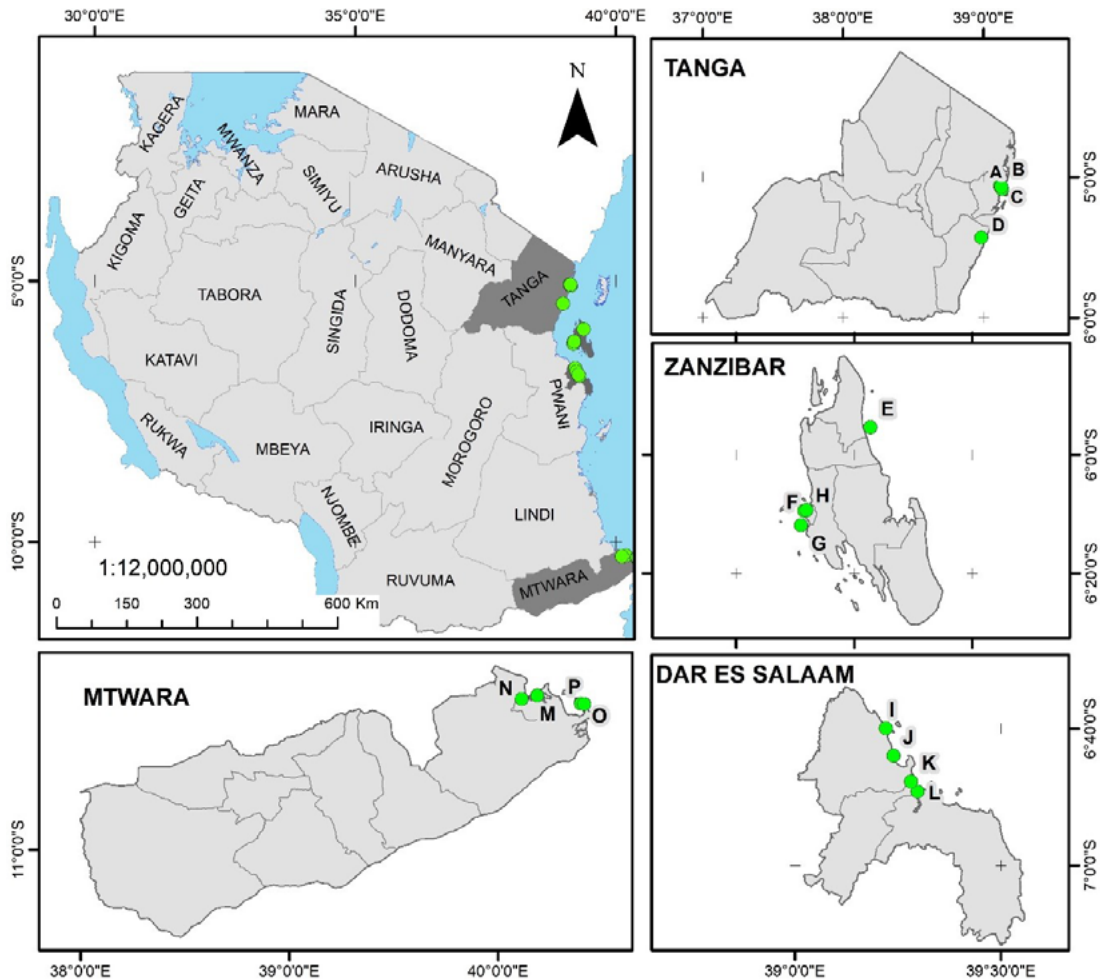 30°0'0"E
35°0'0"E
40°0'0"E
N
KAGERA
MWANZA
MARA
GEITA
SIMIYU
ARUSHA
KIGOMA
MANYARA
TANGA
5°0'0"S
TABORA
SINGIDA
DODOMA
KATAVI
PWANI
RUKWA
MBEYA
IRINGA
MOROGORO
NJOMBE
LINDI
10°0'0"S
1:12,000,000
RUVUMA
MTWARA
0 150 300 600 Km
37°0'0"E
38°0'0"E
39°0'0"E
TANGA
A
B
C
D
5°0'0"S
6°0'0"S
ZANZIBAR
E
F
H
G
6°0'0"S
6°20'0"S
MTWARA
N
M
P
O
11°0'0"S
38°0'0"E
39°0'0"E
40°0'0"E
DAR ES SALAAM
I
J
K
L
6°40'0"S
7°0'0"S
39°0'0"E
39°30'0"E